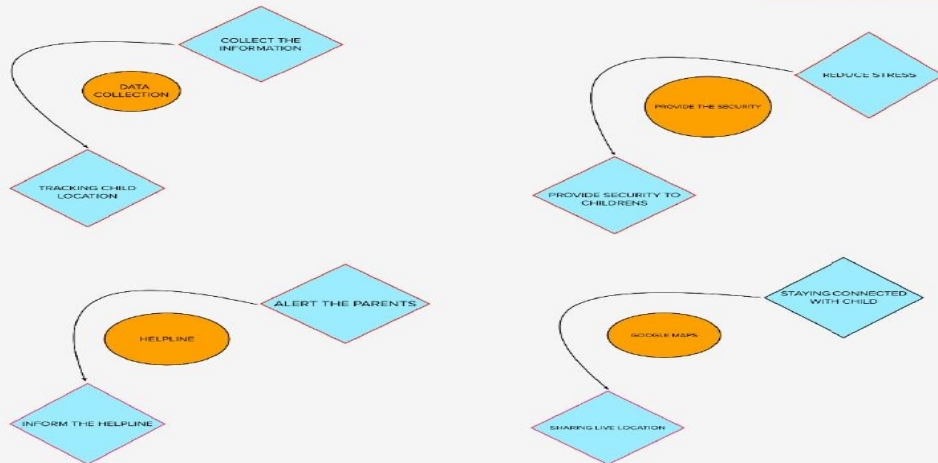 COLLECT THE
INFORMATION
DATA
COLLECTION
TRACKING CHILD
LOCATION
REDUCE STRESS
PROVIDE THE SECURITY
PROVIDE SECURITY TO
CHILDRENS
ALERT THE PARENTS
HELPLINE
INFORM THE HELPLINE
STAYING CONNECTED
WITH CHILD
GOOGLE MAPS
SHARING LIVE LOCATION